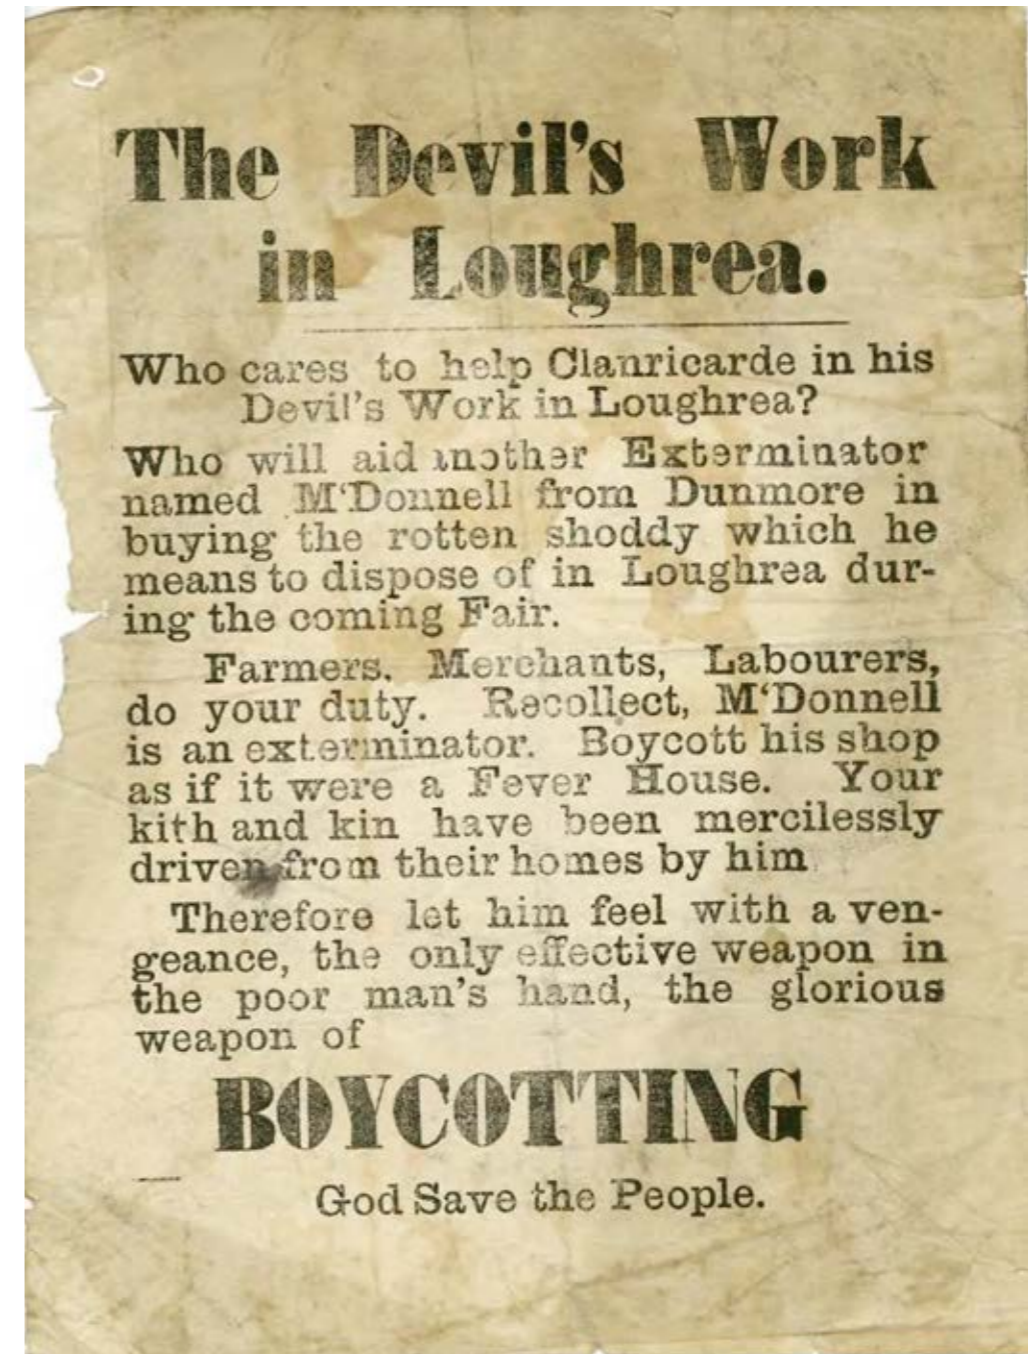 The Devil's Work
in Loughrea.
Who cares to help Clanricarde in his
Devil's Work in Loughrea?
Who will aid another Exterminator
named M‘Donnell from Dunmore in
buying the rotten shoddy which he
means to dispose of in Loughrea dur-
ing the coming Fair.
Farmers. Merchants, Labourers,
do your duty. Recollect, M‘Donnell
is an exterminator. Boycott his shop
as if it were a Fever House. Your
kith and kin have been mercilessly
driven from their homes by him
Therefore let him feel with a ven-
geance, the only effective weapon in
the poor man's hand, the glorious
weapon of
BOYCOTTING
God Save the People.